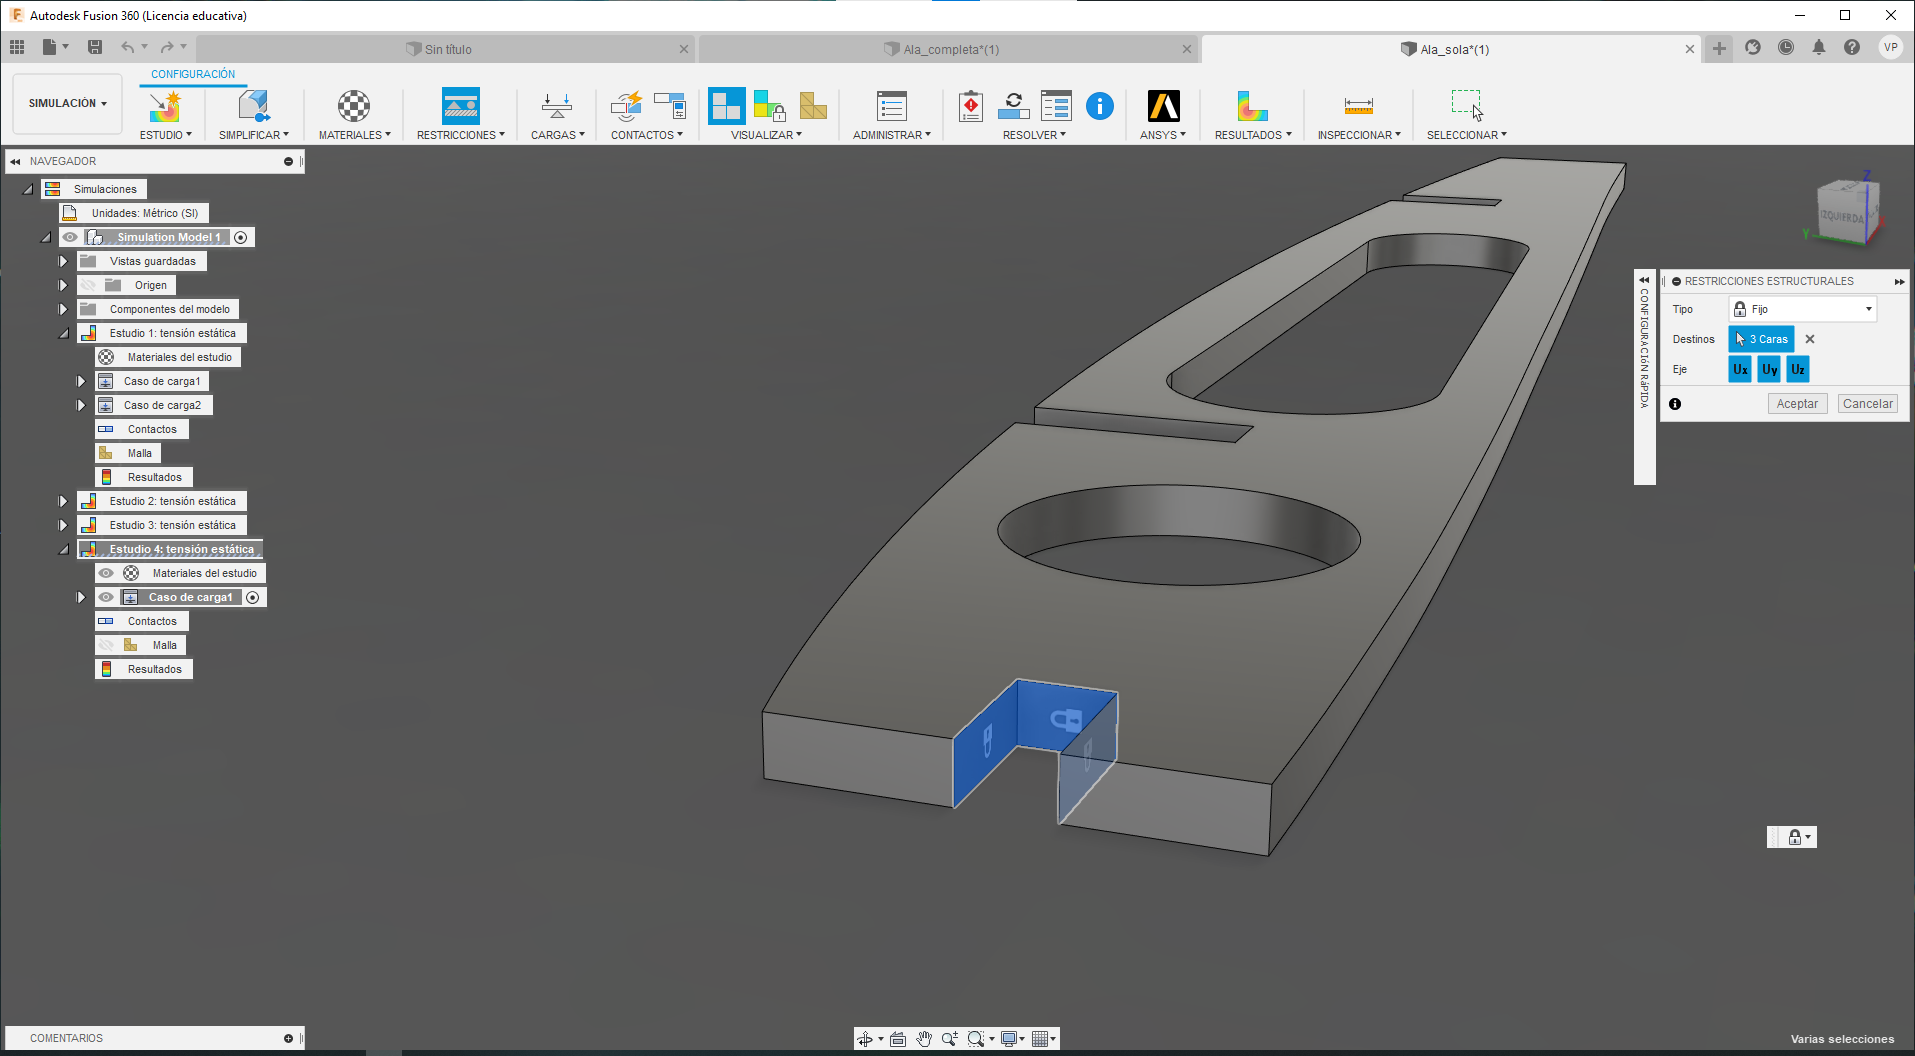 Autodesk Fusion 360 (Licencia educativa)
Sin título
Ala_completa*(1)
Ala_sola*(1)
VP
SIMULACIÓN
CONFIGURACIÓN
ESTUDIO
SIMPLIFICAR
MATERIALES
RESTRICCIONES
CARGAS
CONTACTOS
VISUALIZAR
ADMINISTRAR
RESOLVER
ANSYS
RESULTADOS
INSPECCIONAR
SELECCIONAR
NAVEGADOR
Simulaciones
Unidades: Métrico (SI)
Simulation Model 1
Vistas guardadas
Origen
Componentes del modelo
Estudio 1: tensión estática
Materiales del estudio
Caso de carga1
Caso de carga2
Contactos
Malla
Resultados
Estudio 2: tensión estática
Estudio 3: tensión estática
Estudio 4: tensión estática
Materiales del estudio
Caso de carga1
Contactos
Malla
Resultados
Z
IZQUIERDA
Y
CONFIGURACIÓN RÁPIDA
RESTRICCIONES ESTRUCTURALES
Tipo
Fijo
Destinos
3 Caras
Eje
Ux
Uy
Uz
Aceptar
Cancelar
COMENTARIOS
Varias selecciones